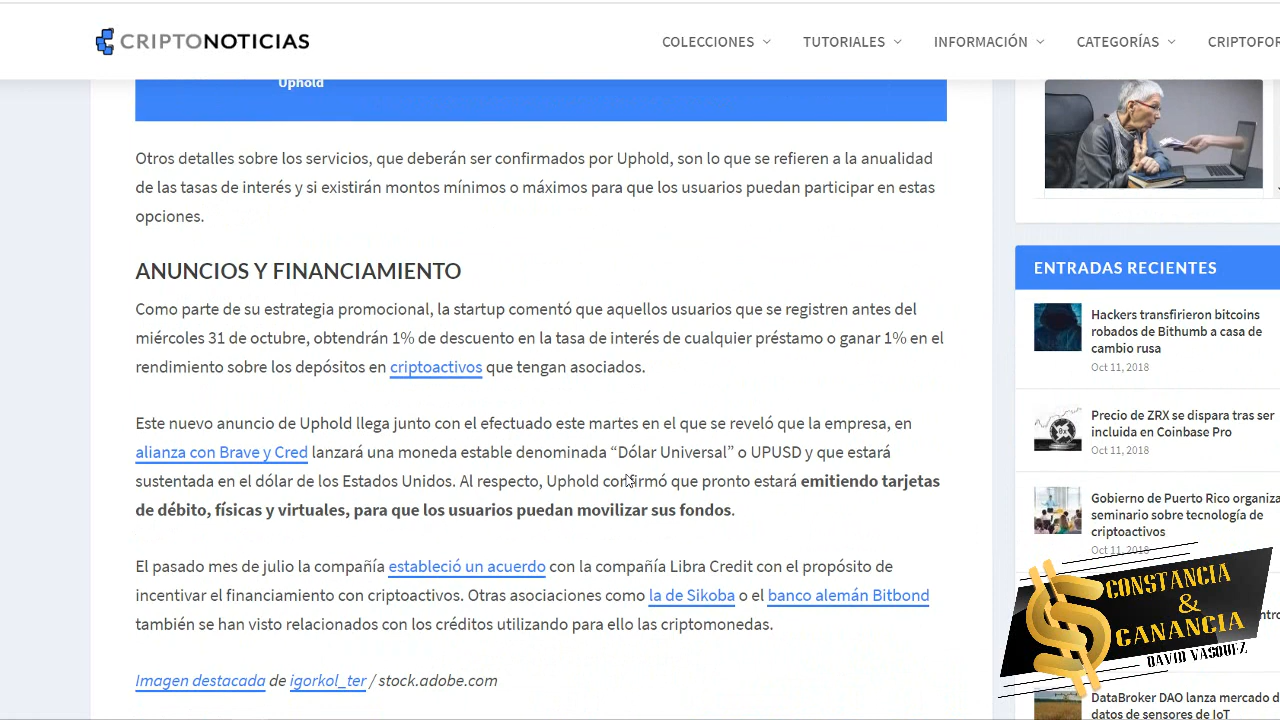 CRIPTONOTICIAS
COLECCIONES
TUTORIALES
INFORMACIÓN
CATEGORÍAS
CRIPTOFOR
Uphold
Otros detalles sobre los servicios, que deberán ser confirmados por Uphold, son lo que se refieren a la anualidad
de las tasas de interés y si existirán montos mínimos o máximos para que los usuarios puedan participar en estas
opciones.
ANUNCIOS Y FINANCIAMIENTO
Como parte de su estrategia promocional, la startup comentó que aquellos usuarios que se registren antes del
miércoles 31 de octubre, obtendrán 1% de descuento en la tasa de interés de cualquier préstamo o ganar 1% en el
rendimiento sobre los depósitos en criptoactivos que tengan asociados.
Este nuevo anuncio de Uphold llega junto con el efectuado este martes en el que se reveló que la empresa, en
alianza con Brave y Cred lanzará una moneda estable denominada “Dólar Universal” o UPUSD y que estará
sustentada en el dólar de los Estados Unidos. Al respecto, Uphold confirmó que pronto estará emitiendo tarjetas
de débito, físicas y virtuales, para que los usuarios puedan movilizar sus fondos.
El pasado mes de julio la compañía estableció un acuerdo con la compañía Libra Credit con el propósito de
incentivar el financiamiento con criptoactivos. Otras asociaciones como la de Sikoba o el banco alemán Bitbond
también se han visto relacionados con los créditos utilizando para ello las criptomonedas.
Imagen destacada de igorkol_ter / stock.adobe.com
ENTRADAS RECIENTES
Hackers transfirieron bitcoins
robados de Bithumb a casa de
cambio rusa
Oct 11, 2018
Precio de ZRX se dispara tras ser
incluida en Coinbase Pro
Oct 11, 2018
Gobierno de Puerto Rico organiza
seminario sobre tecnología de
criptoactivos
Oct 11, 2018
CONSTANCIA
&
GANANCIA
DAVID VASQUEZ
DataBroker DAO lanza mercado d
datos de sensores de IoT